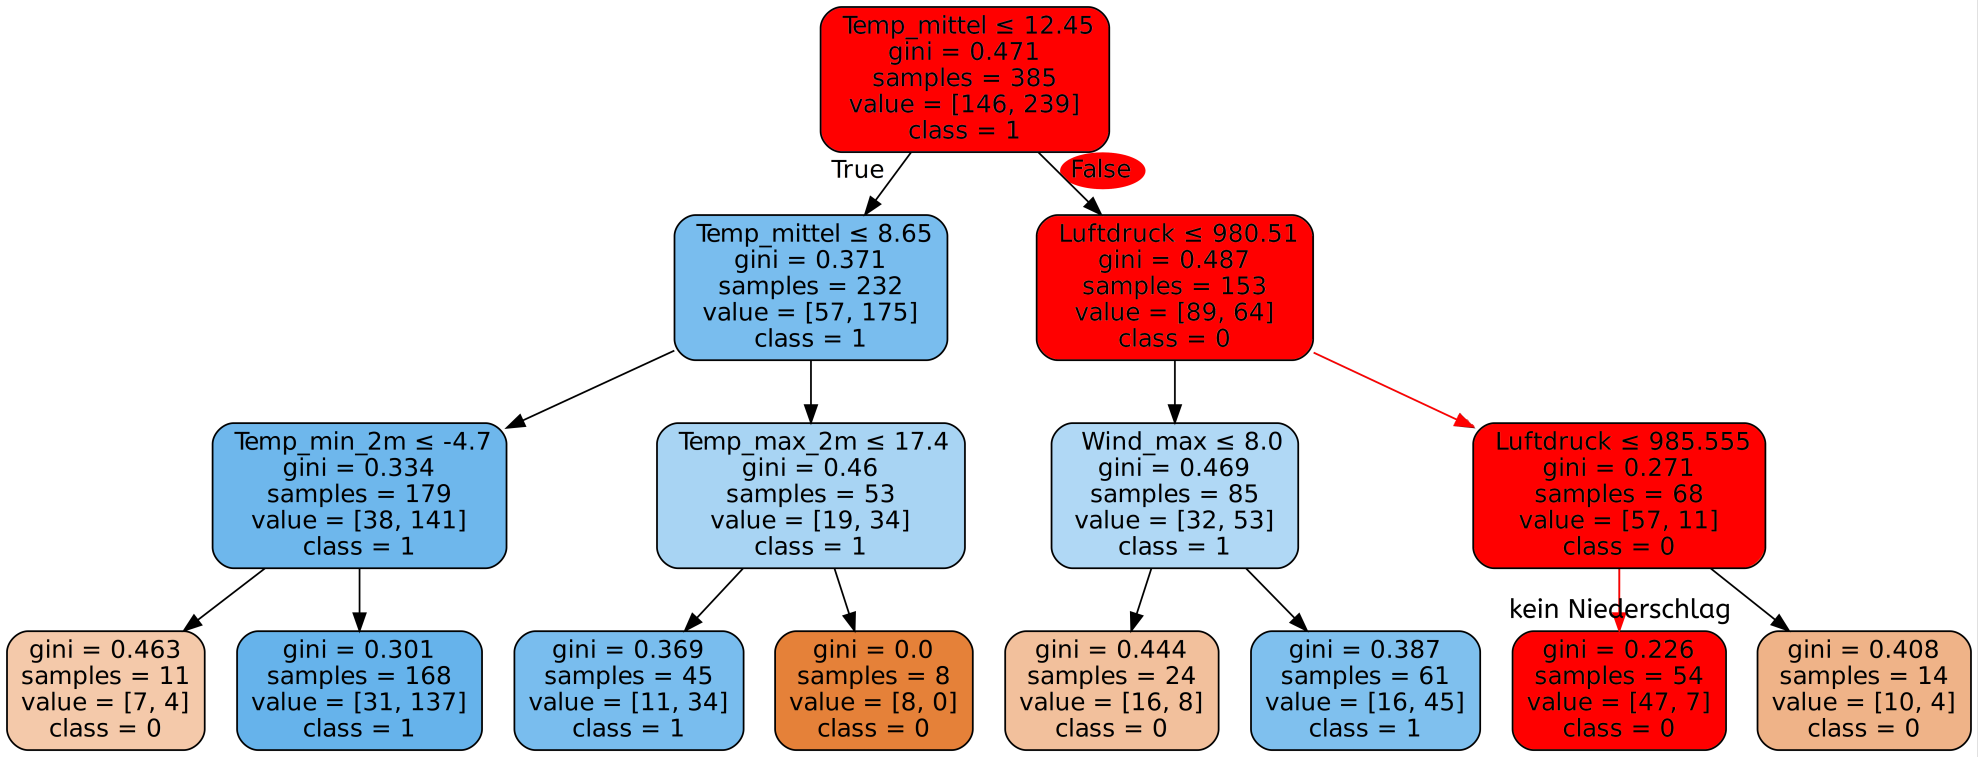 Temp_mittel ≤ 12.45
gini = 0.471
samples = 385
value = [146, 239]
class = 1
True
False
Temp_mittel ≤ 8.65
gini = 0.371
samples = 232
value = [57, 175]
class = 1
Luftdruck ≤ 980.51
gini = 0.487
samples = 153
value = [89, 64]
class = 0
Temp_min_2m ≤ -4.7
gini = 0.334
samples = 179
value = [38, 141]
class = 1
Temp_max_2m ≤ 17.4
gini = 0.46
samples = 53
value = [19, 34]
class = 1
Wind_max ≤ 8.0
gini = 0.469
samples = 85
value = [32, 53]
class = 1
Luftdruck ≤ 985.555
gini = 0.271
samples = 68
value = [57, 11]
class = 0
kein Niederschlag
gini = 0.463
samples = 11
value = [7, 4]
class = 0
gini = 0.301
samples = 168
value = [31, 137]
class = 1
gini = 0.369
samples = 45
value = [11, 34]
class = 1
gini = 0.0
samples = 8
value = [8, 0]
class = 0
gini = 0.444
samples = 24
value = [16, 8]
class = 0
gini = 0.387
samples = 61
value = [16, 45]
class = 1
gini = 0.226
samples = 54
value = [47, 7]
class = 0
gini = 0.408
samples = 14
value = [10, 4]
class = 0